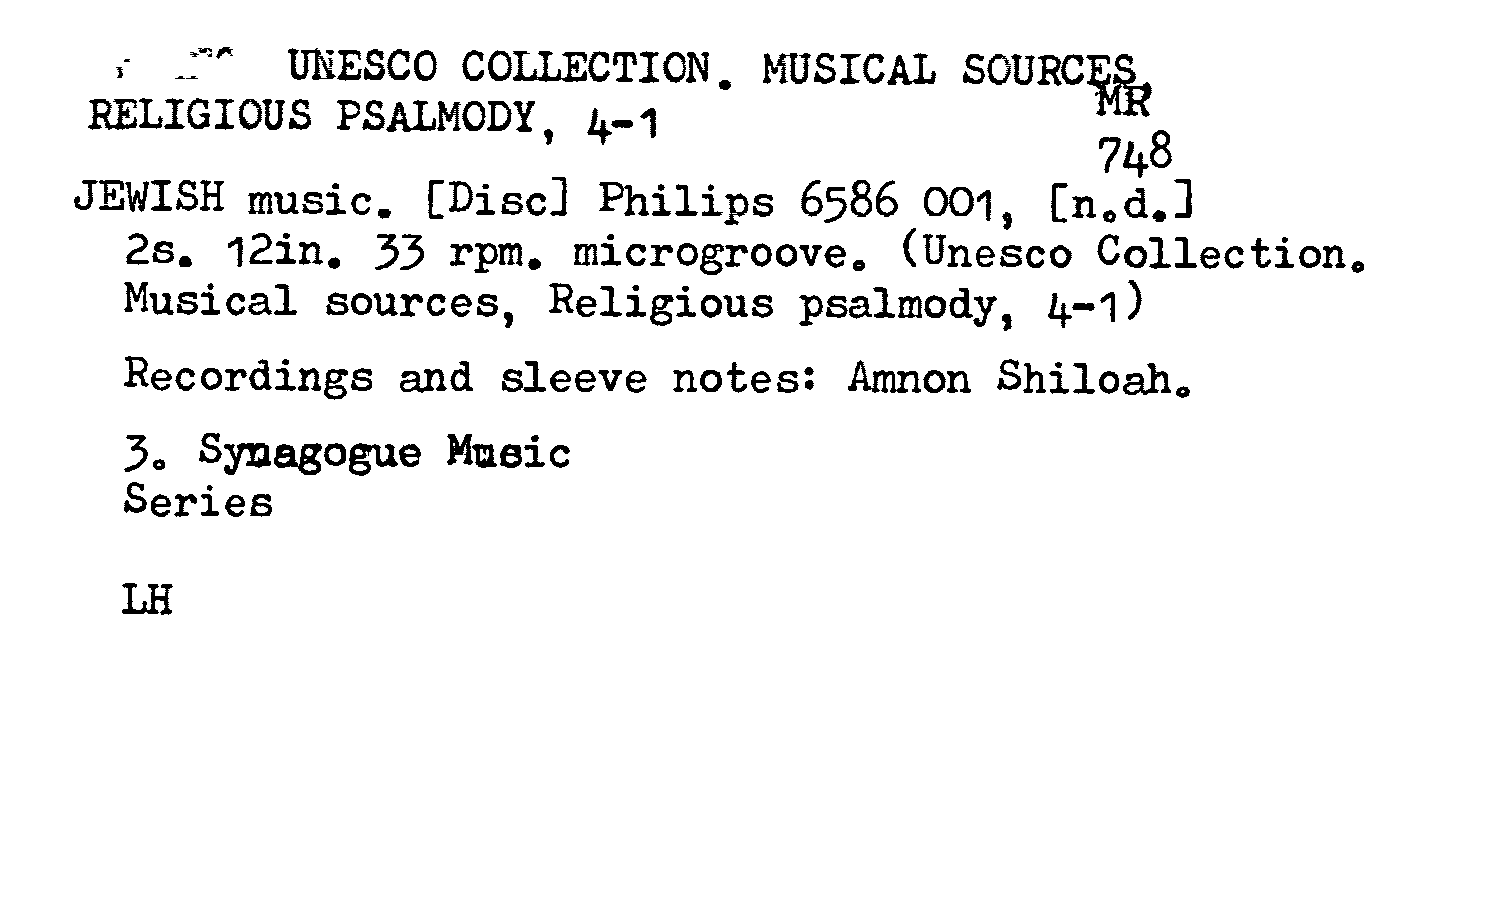 UNESCO COLLECTION. MUSICAL SOURCES,
RELIGIOUS PSALMODY, 4-1
MR
748
JEWISH music. [Disc] Philips 6586 001, [n.d.]
2s. 12in. 33 rpm. microgroove. (Unesco Collection.
Musical sources, Religious psalmody, 4-1)
Recordings and sleeve notes: Amnon Shiloah.
3. Synagogue Music
Series
LH